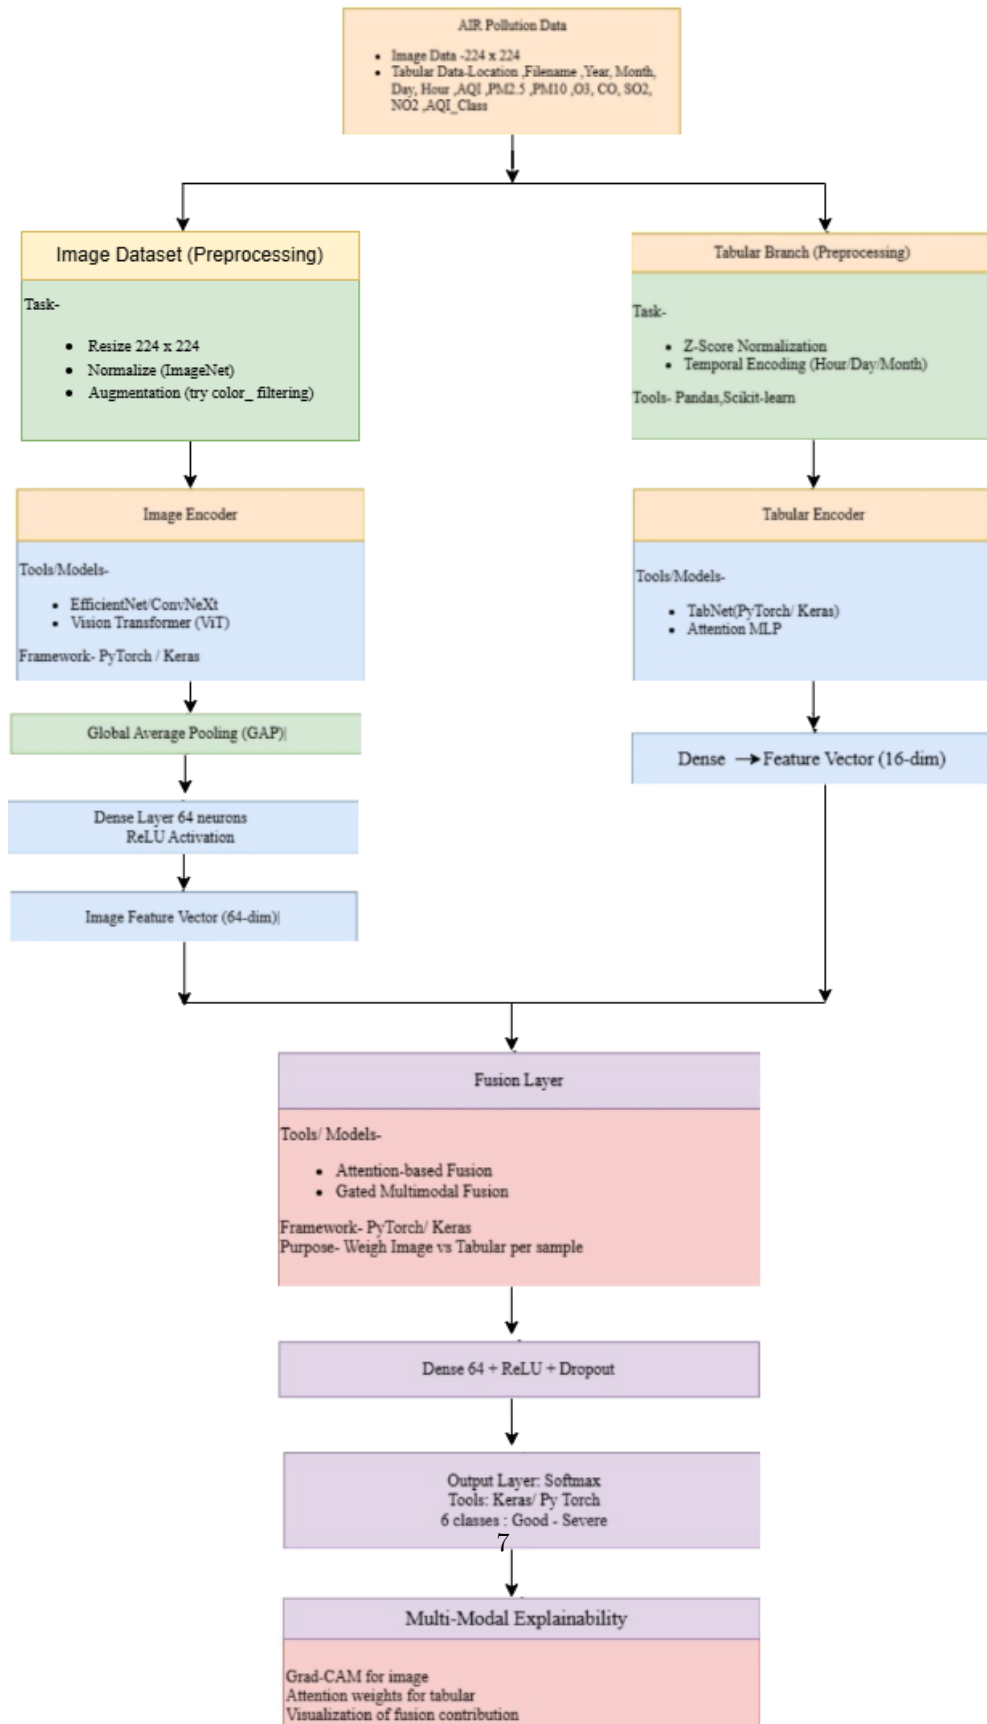 AIR Pollution Data
• Image Data -224 x 224
• Tabular Data-Location ,Filename ,Year, Month,
Day, Hour ,AQI ,PM2.5 ,PM10 ,O3, CO, SO2,
NO2 ,AQI_Class
Image Dataset (Preprocessing)
Task-
• Resize 224 x 224
• Normalize (ImageNet)
• Augmentation (try color_ filtering)
Tabular Branch (Preprocessing)
Task-
• Z-Score Normalization
• Temporal Encoding (Hour/Day/Month)
Tools- Pandas,Scikit-learn
Image Encoder
Tools/Models-
• EfficientNet/ConvNeXt
• Vision Transformer (ViT)
Framework- PyTorch / Keras
Tabular Encoder
Tools/Models-
• TabNet(PyTorch/ Keras)
• Attention MLP
Global Average Pooling (GAP)|
Dense Layer 64 neurons
ReLU Activation
Image Feature Vector (64-dim)|
Dense → Feature Vector (16-dim)
Fusion Layer
Tools/ Models-
• Attention-based Fusion
• Gated Multimodal Fusion
Framework- PyTorch/ Keras
Purpose- Weigh Image vs Tabular per sample
Dense 64 + ReLU + Dropout
Output Layer: Softmax
Tools: Keras/ Py Torch
6 classes : Good - Severe
7
Multi-Modal Explainability
Grad-CAM for image
Attention weights for tabular
Visualization of fusion contribution